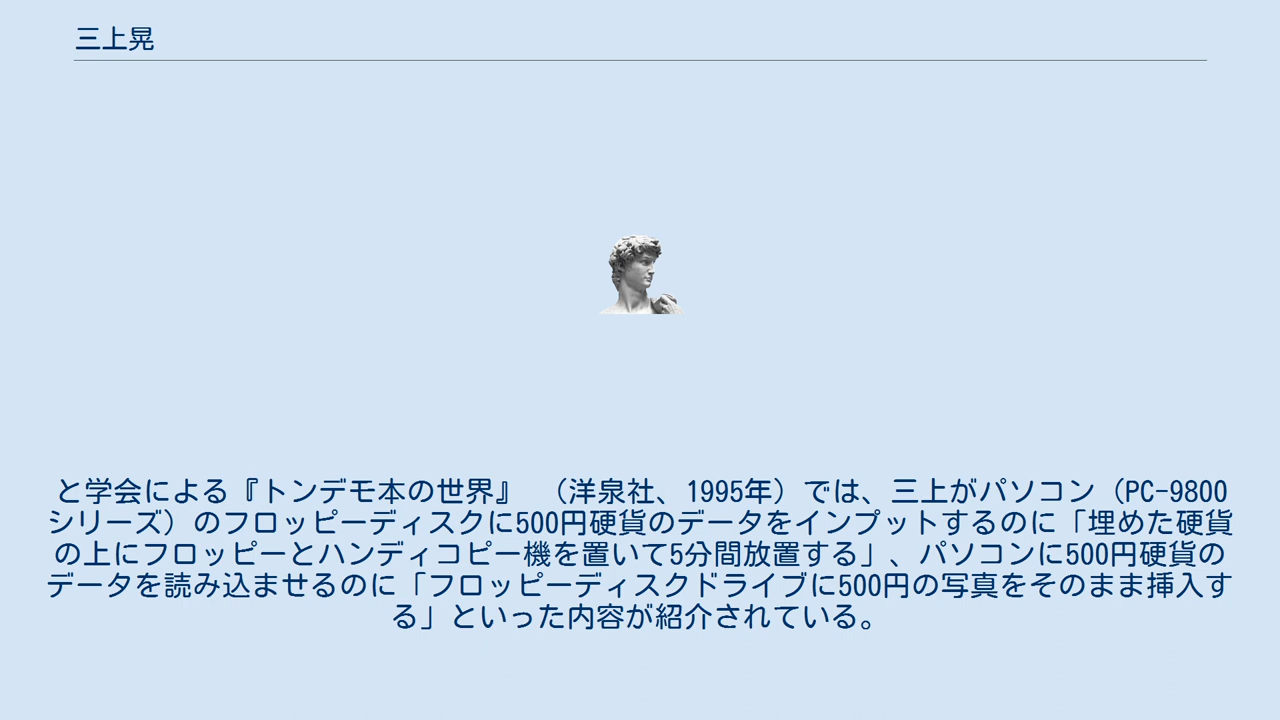 三上晃
と学会による『トンデモ本の世界』　（洋泉社、1995年）では、三上がパソコン（PC-9800
シリーズ）のフロッピーディスクに500円硬貨のデータをインプットするのに「埋めた硬貨
の上にフロッピーとハンディコピー機を置いて5分間放置する」、パソコンに500円硬貨の
データを読み込ませるのに「フロッピーディスクドライブに500円の写真をそのまま挿入す
る」といった内容が紹介されている。